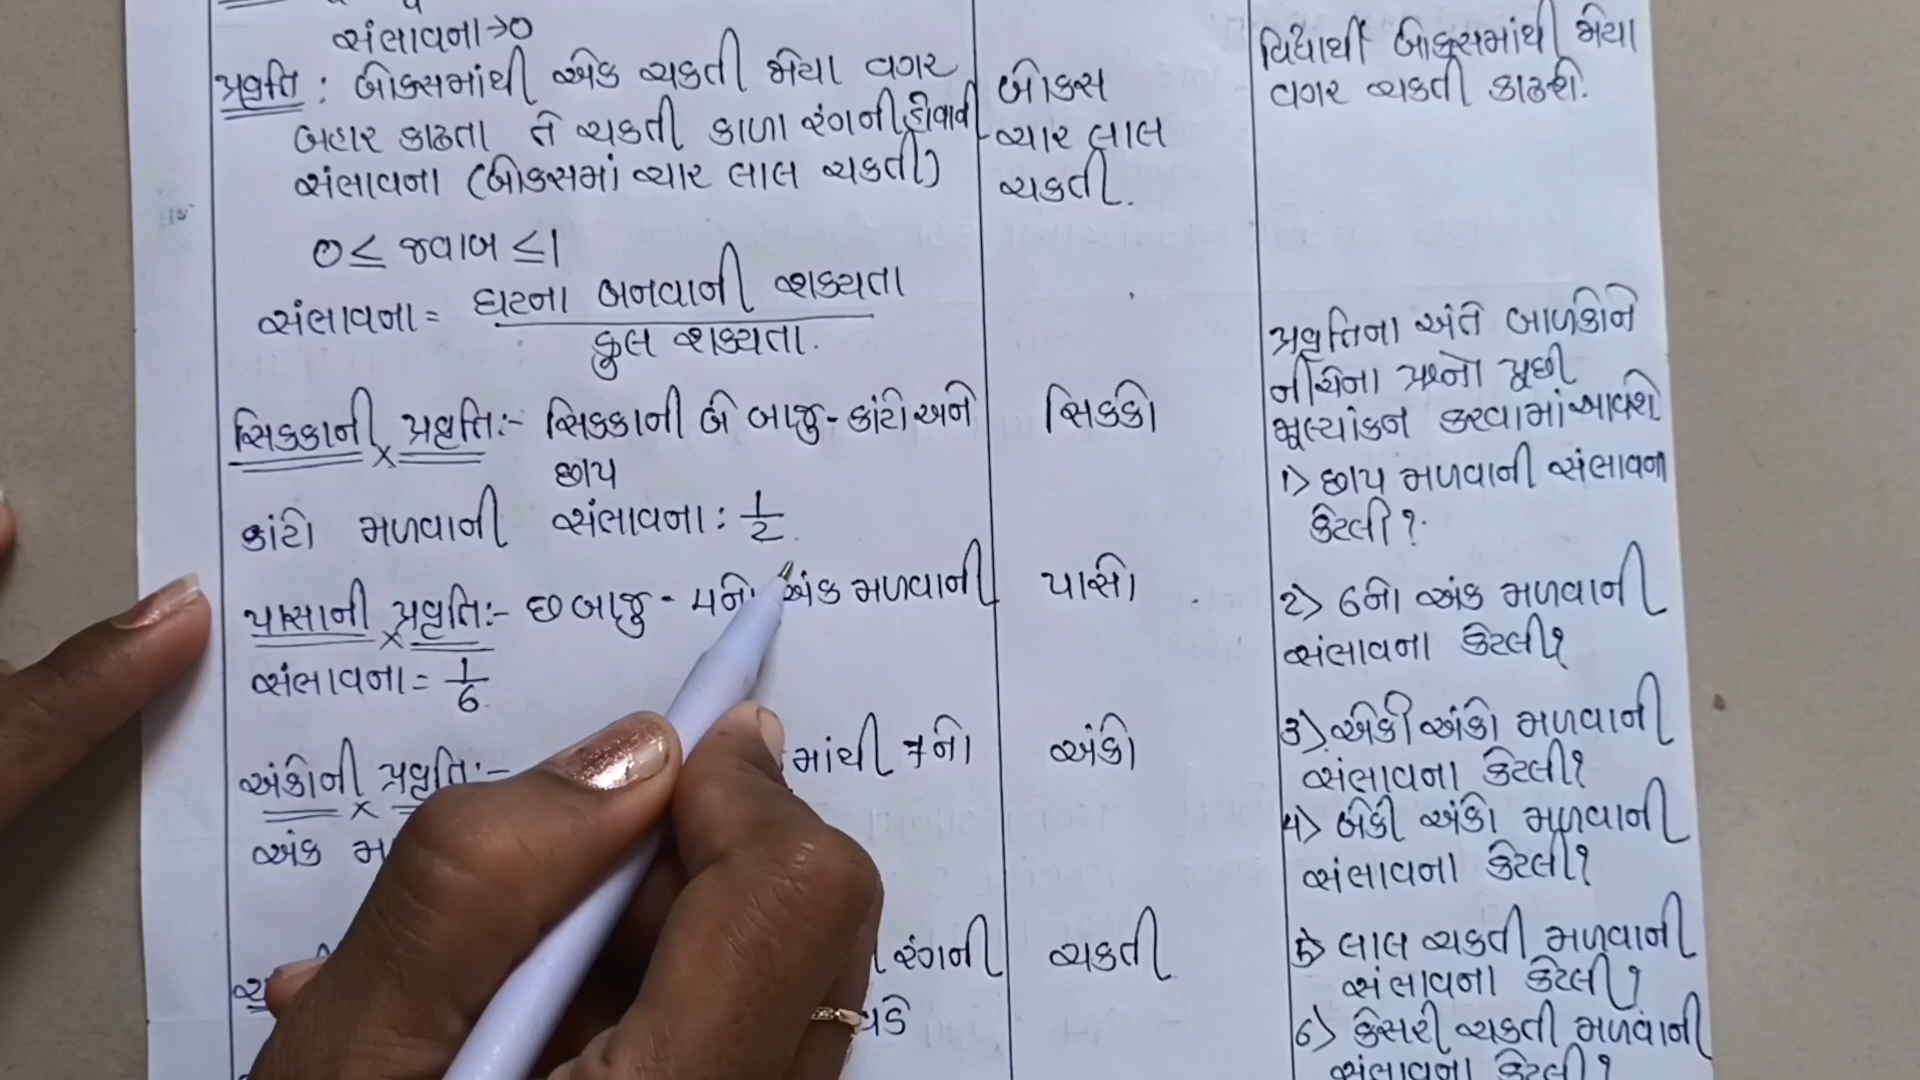 સંભાવના→૦
પ્રવૃત્તિ : બોક્સમાંથી એક ચકતી જોયા વગર
બહાર કાઢતા તે ચકતી કાળા રંગની હોવાની
સંભાવના (બોક્સમાં ચાર લાલ ચકતી)
૦ ≤ જવાબ ≤ 1
સંભાવના = ઘટના બનવાની શક્યતા
કુલ શક્યતા.
સિક્કાની પ્રવૃતિ:- સિક્કાની બે બાજુ - કાંટો અને
છાપ
કાંટો મળવાની સંભાવના : 1/2
પાસાની પ્રવૃતિ:- છ બાજુ - 4નો અંક મળવાની
સંભાવના = 1/6
અંકોની પ્રવૃતિ:- માંથી 7નો
અંક
રંગની
બોક્સ
ચાર લાલ
ચકતી.
સિક્કો
પાસો
અંકો
ચકતી
વિદ્યાર્થી બોક્સમાંથી જોયા
વગર ચકતી કાઢશે.
પ્રવૃત્તિના અંતે બાળકોને
નીચેના પ્રશ્નો પૂછી
મૂલ્યાંકન કરવામાં આવશે
1> છાપ મળવાની સંભાવના
કેટલી?
2> 6નો અંક મળવાની
સંભાવના કેટલી?
3> એકી અંકો મળવાની
સંભાવના કેટલી?
4> બેકી અંકો મળવાની
સંભાવના કેટલી?
5> લાલ ચકતી મળવાની
સંભાવના કેટલી?
6> કેસરી ચકતી મળવાની
સંભાવના કેટલી?